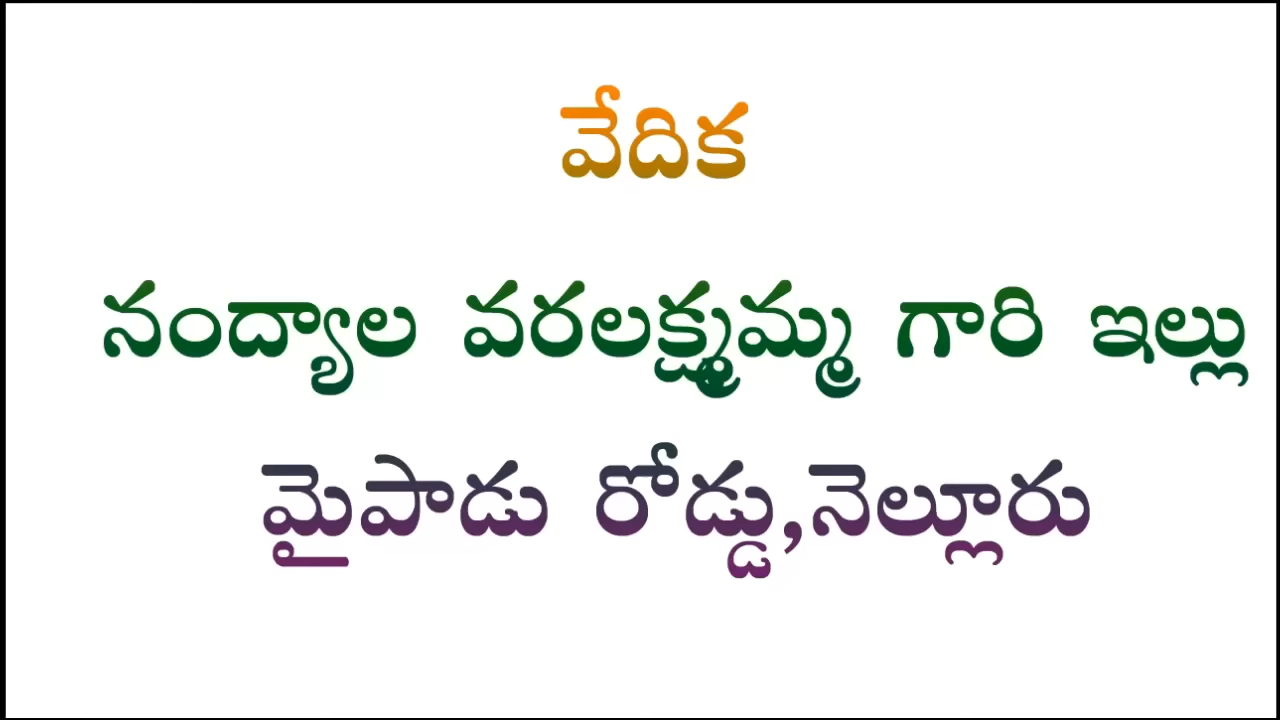 వేదిక
నంద్యాల వరలక్ష్మమ్మ గారి ఇల్లు
మైపాడు రోడ్డు,నెల్లూరు